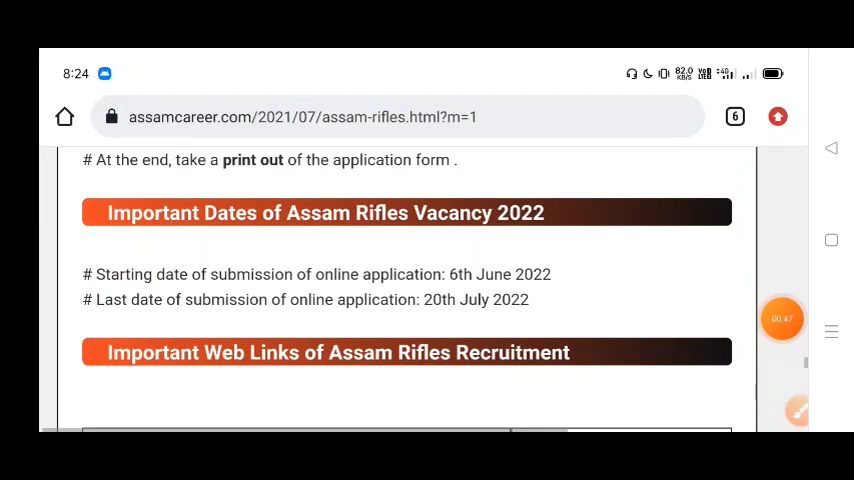 8:24
82.0
KB/S
assamcareer.com/2021/07/assam-rifles.html?m=1
6
# At the end, take a print out of the application form .
Important Dates of Assam Rifles Vacancy 2022
# Starting date of submission of online application: 6th June 2022
# Last date of submission of online application: 20th July 2022
00:47
Important Web Links of Assam Rifles Recruitment